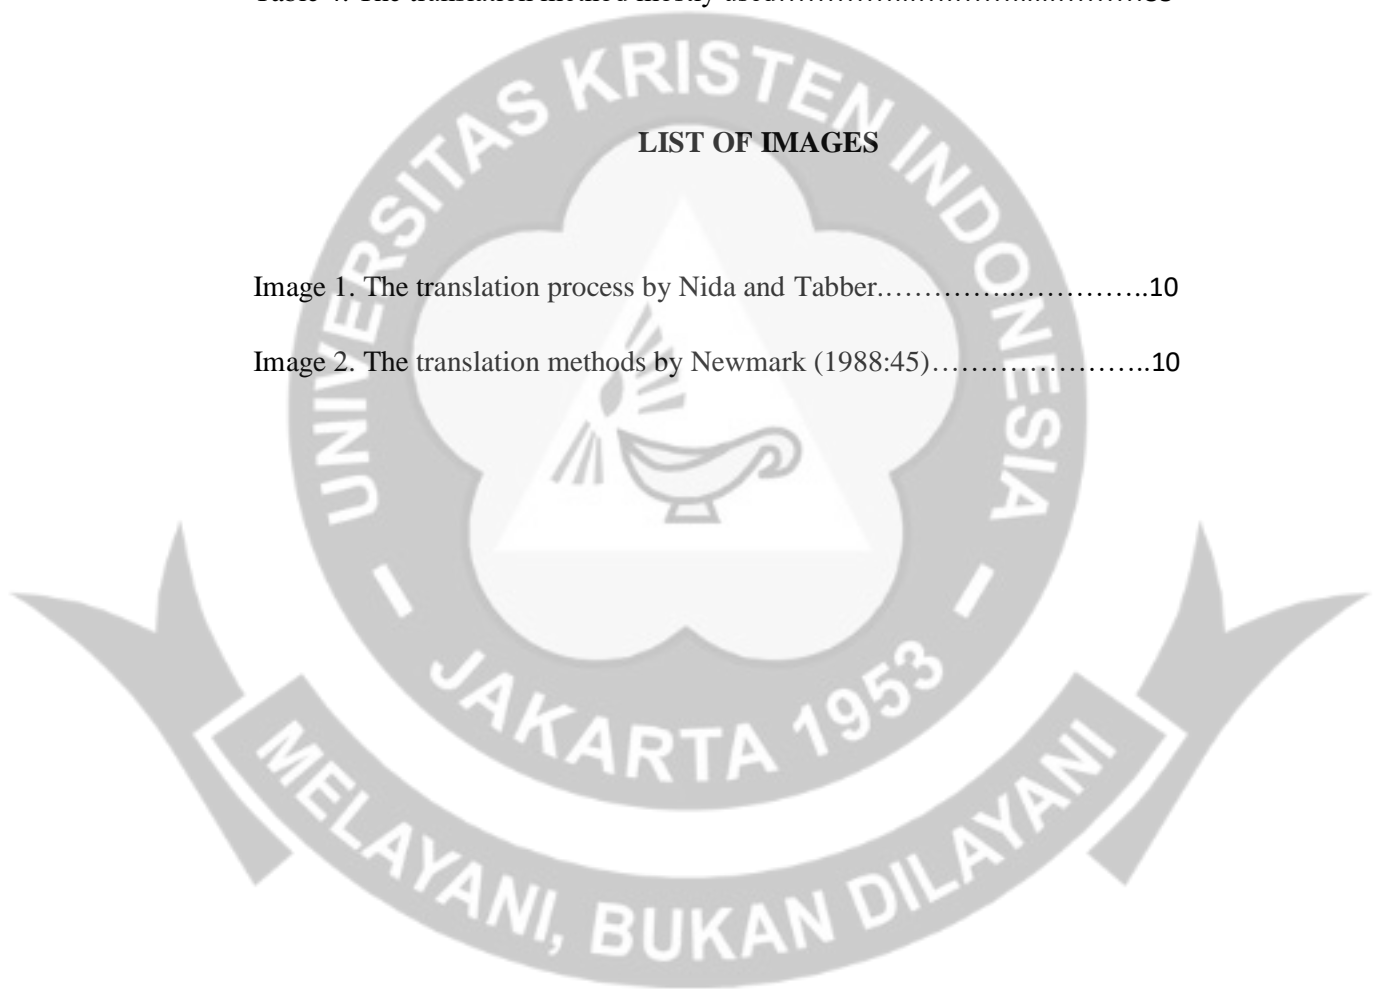 LIST OF IMAGES
Image 1. The translation process by Nida and Tabber.…………..…………..10
Image 2. The translation methods by Newmark (1988:45)…………………..10
UNIVERSITAS KRISTEN INDONESIA
- JAKARTA 1953 -
MELAYANI, BUKAN DILAYANI